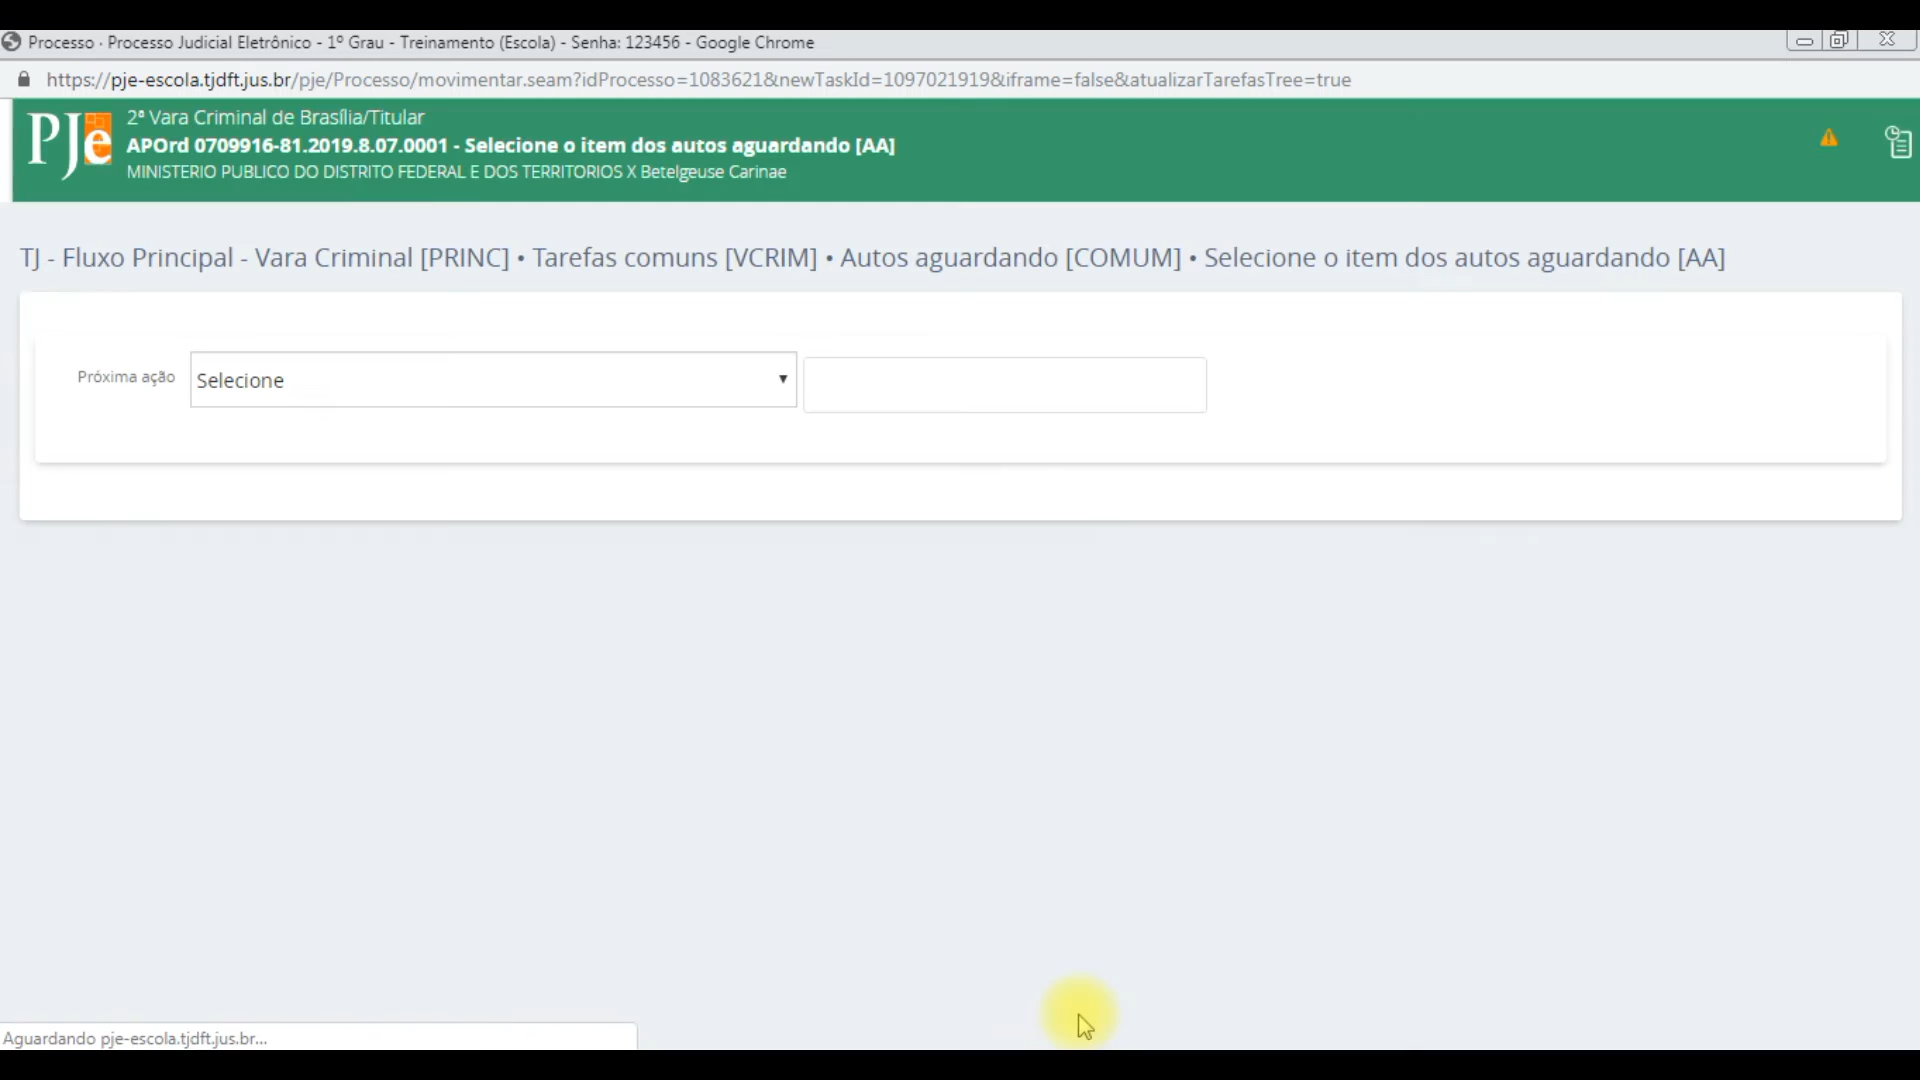 Processo · Processo Judicial Eletrônico - 1º Grau - Treinamento (Escola) - Senha: 123456 - Google Chrome
https://pje-escola.tjdft.jus.br/pje/Processo/movimentar.seam?idProcesso=1083621&newTaskId=1097021919&iframe=false&atualizarTarefasTree=true
PJe
2ª Vara Criminal de Brasília/Titular
APOrd 0709916-81.2019.8.07.0001 - Selecione o item dos autos aguardando [AA]
MINISTERIO PUBLICO DO DISTRITO FEDERAL E DOS TERRITORIOS X Betelgeuse Carinae
TJ - Fluxo Principal - Vara Criminal [PRINC] • Tarefas comuns [VCRIM] • Autos aguardando [COMUM] • Selecione o item dos autos aguardando [AA]
Próxima ação
Selecione
Aguardando pje-escola.tjdft.jus.br...